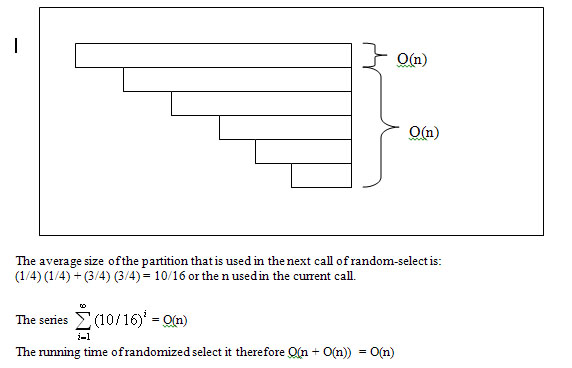 O(n)
O(n)
The average size of the partition that is used in the next call of random-select is:
(1/4) (1/4) + (3/4) (3/4) = 10/16 or the n used in the current call.
The series ∑_{i=1}^{∞} (10/16)^i = O(n)
The running time of randomized select it therefore O(n + O(n)) = O(n)